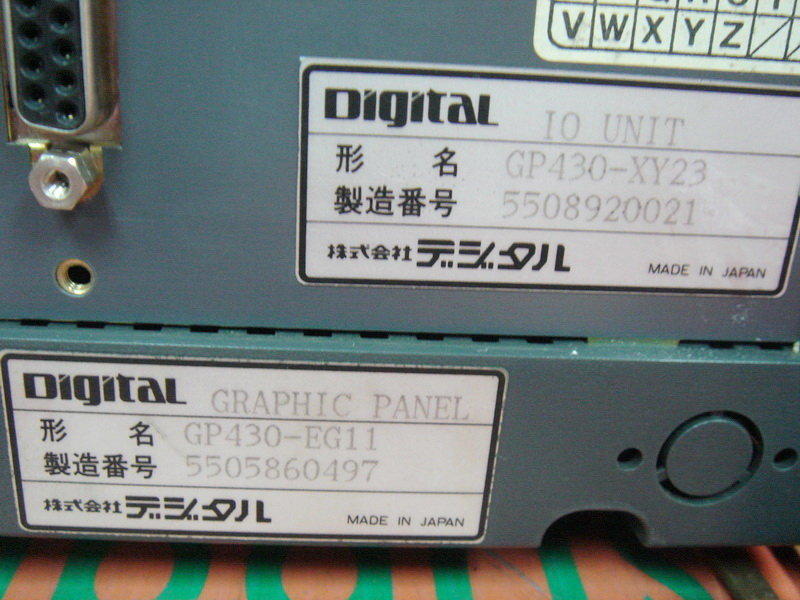 V W X Y Z
Digital IO UNIT
形 名 GP430-XY23
製造番号 5508920021
株式会社 デジタル MADE IN JAPAN
Digital GRAPHIC PANEL
形 名 GP430-EG11
製造番号 5505860497
株式会社 デジタル MADE IN JAPAN